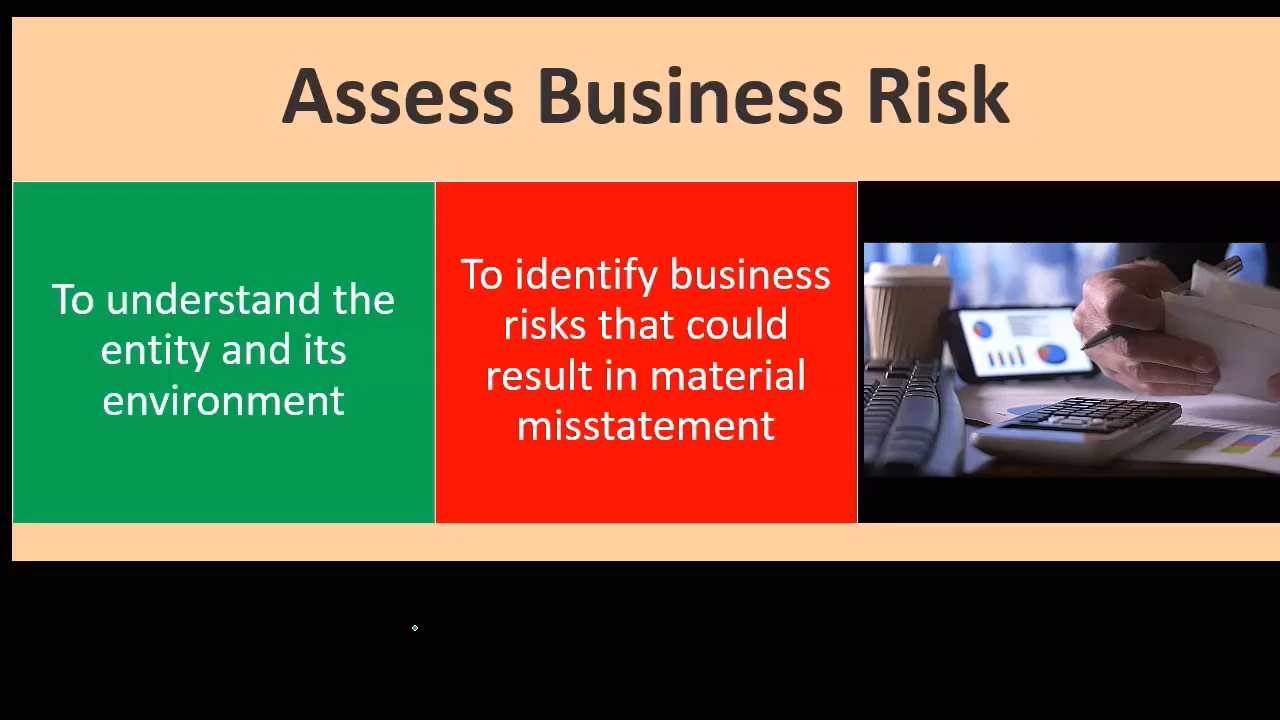 Assess Business Risk
To understand the
entity and its
environment
To identify business
risks that could
result in material
misstatement